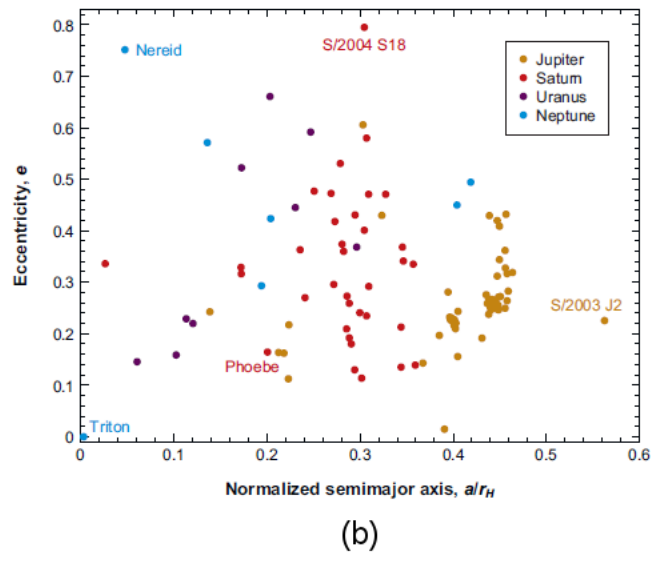 0.8
0.7
0.6
0.5
0.4
0.3
0.2
0.1
0
Eccentricity, e
Nereid
S/2004 S18
Jupiter
Saturn
Uranus
Neptune
S/2003 J2
Phoebe
Triton
0 0.1 0.2 0.3 0.4 0.5 0.6
Normalized semimajor axis, a/rH
(b)